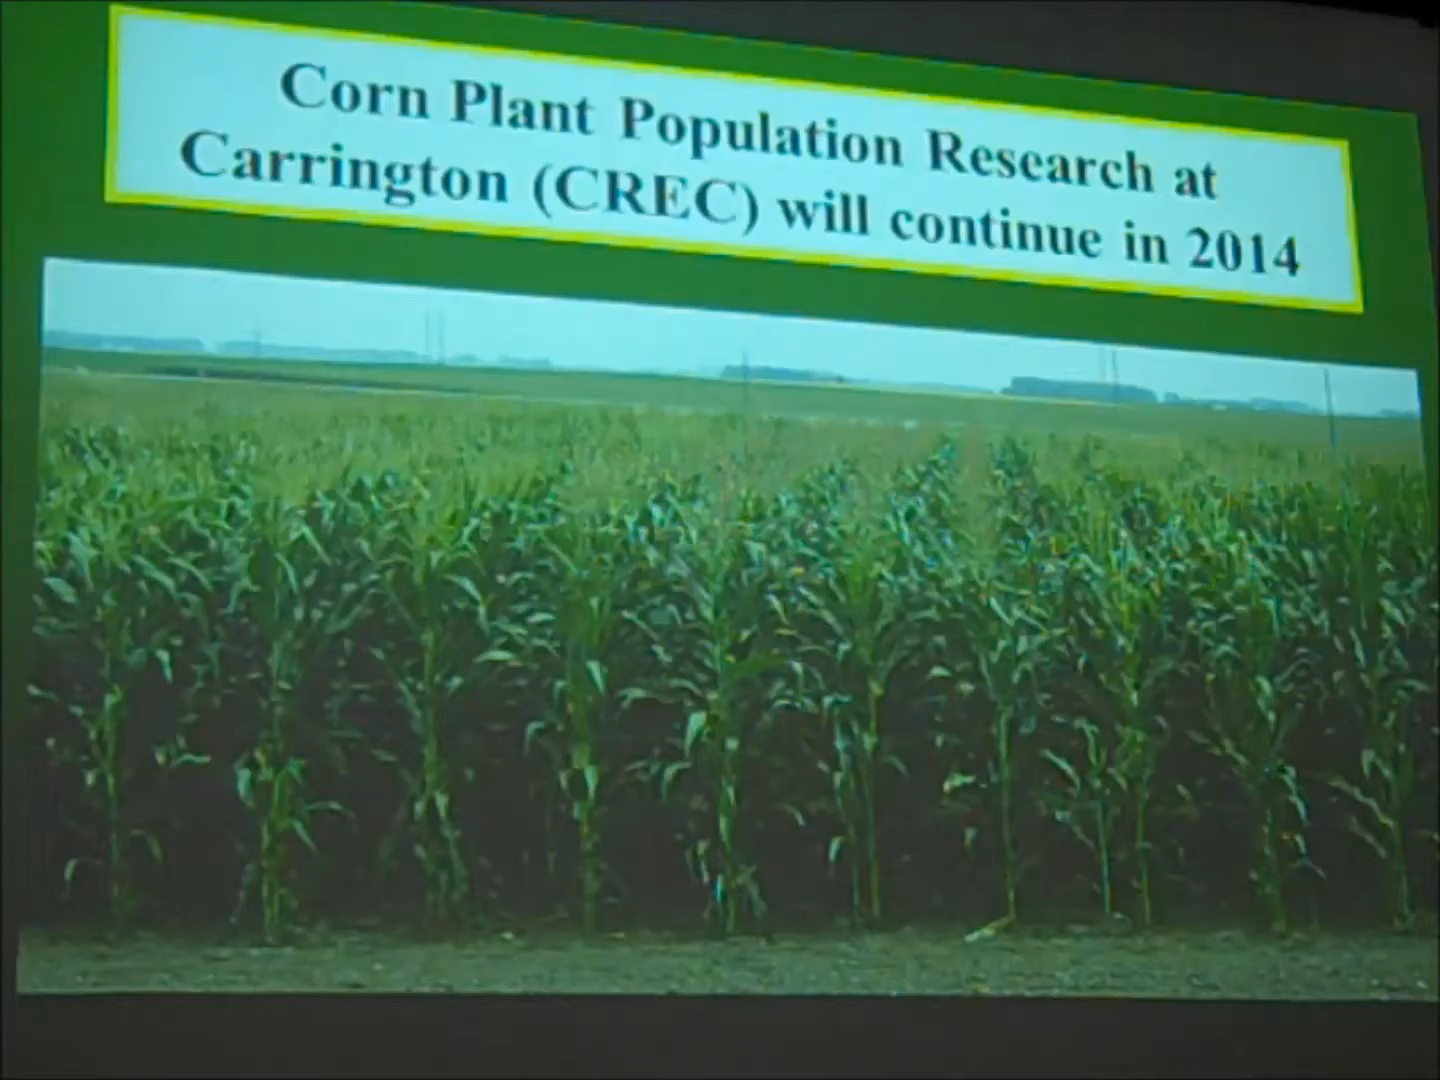 Corn Plant Population Research at
Carrington (CREC) will continue in 2014